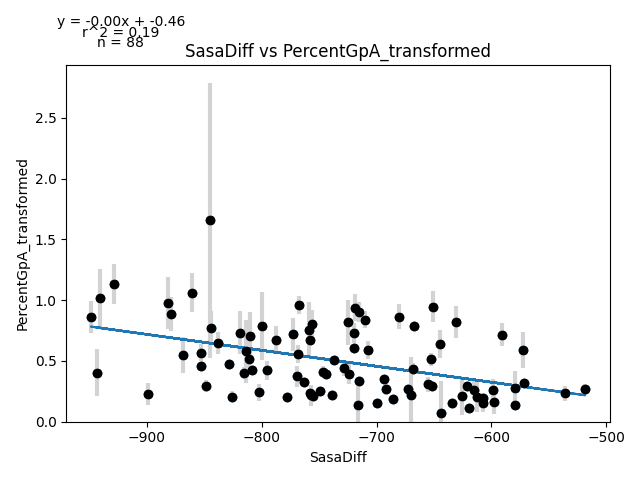 y = -0.00x + -0.46
r^2 = 0.19
n = 88
SasaDiff vs PercentGpA_transformed
PercentGpA_transformed
2.5
2.0
1.5
1.0
0.5
0.0
−900
−800
−700
−600
−500
SasaDiff